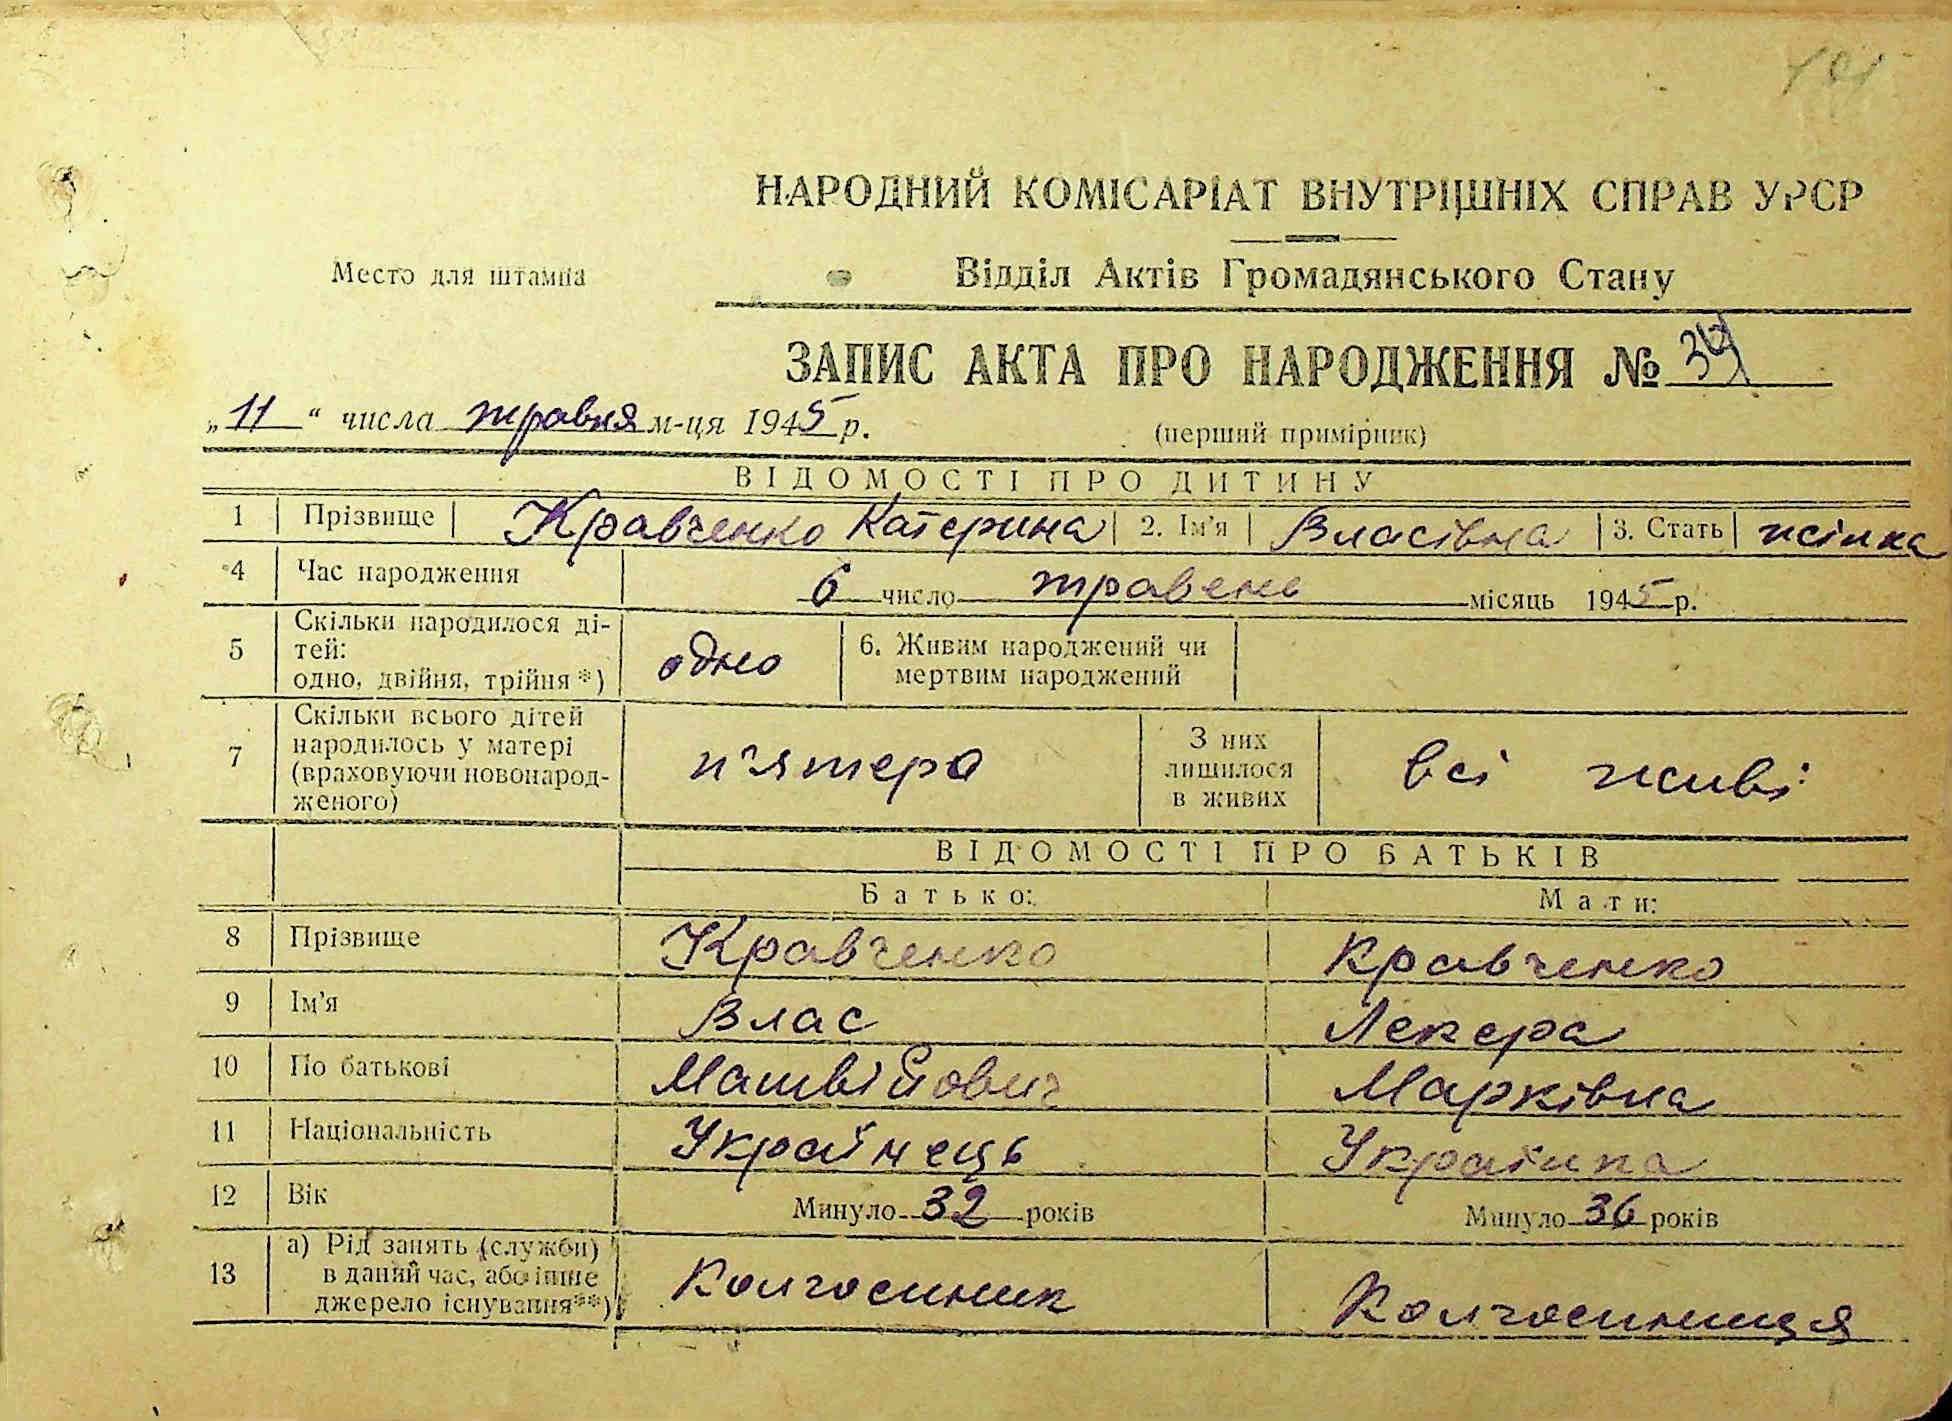 НАРОДНИЙ КОМІСАРІАТ ВНУТРІШНІХ СПРАВ УРСР
Место для штампа
Відділ Актів Громадянського Стану
ЗАПИС АКТА ПРО НАРОДЖЕННЯ №
„11“ числа травня м-ця 1945 р.
(перший примірник)
ВІДОМОСТІ ПРО ДИТИНУ
1 Прізвище Кравченко Катерина 2. Ім'я Власівна 3. Стать жінка
4 Час народження 6 число травень місяць 1945 р.
5 Скільки народилося ді-
тей:
одно, двійня, трійня *) одно 6. Живим народжений чи
мертвим народжений
7 Скільки всього дітей
народилось у матері
(враховуючи новонарод-
женого) п'ятеро З них
лишилося
в живих всі живі
ВІДОМОСТІ ПРО БАТЬКІВ
Батько: Мати:
8 Прізвище Кравченко Кравченко
9 Ім'я Влас Лекера
10 По батькові Матвійович Марківна
11 Національність Українець Українка
12 Вік Минуло 32 років Минуло 36 років
13 а) Рід занять (служби)
в даний час, або інше
джерело існування**) Колгоспник Колгоспниця